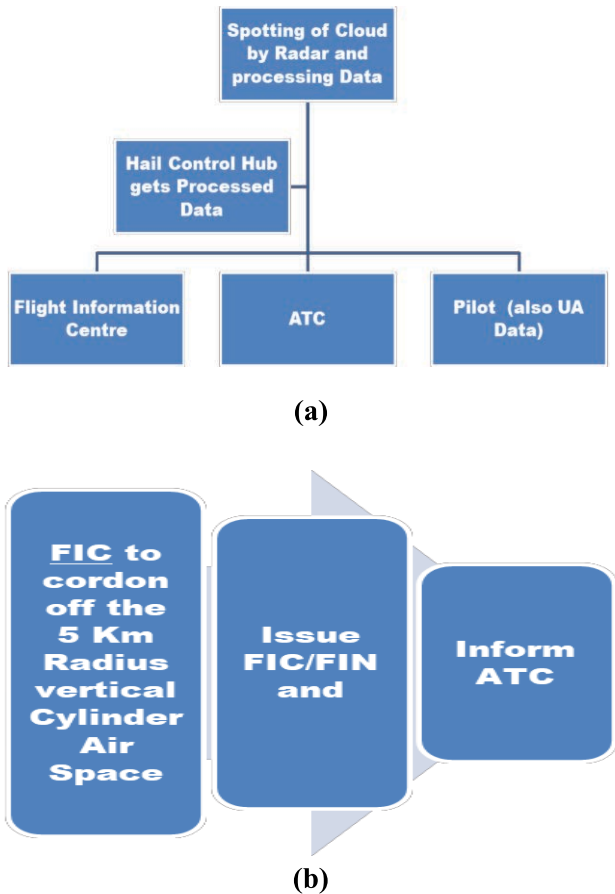 Spotting of Cloud
by Radar and
processing Data
Hail Control Hub
gets Processed
Data
Flight Information
Centre
ATC
Pilot (also UA
Data)
(a)
FIC to
cordon
off the
5 Km
Radius
vertical
Cylinder
Air
Space
Issue
FIC/FIN
and
Inform
ATC
(b)